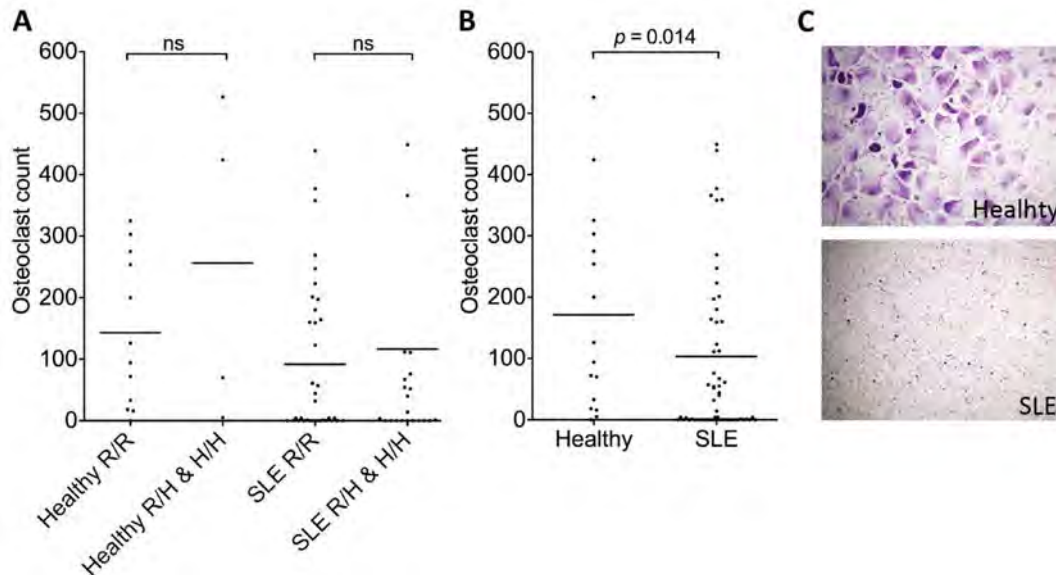 A
ns
ns
Osteoclast count
600
500
400
300
200
100
0
Healthy R/R
Healthy R/H & H/H
SLE R/R
SLE R/H & H/H
B
p = 0.014
Osteoclast count
600
500
400
300
200
100
0
Healthy
SLE
C
Healhty
SLE